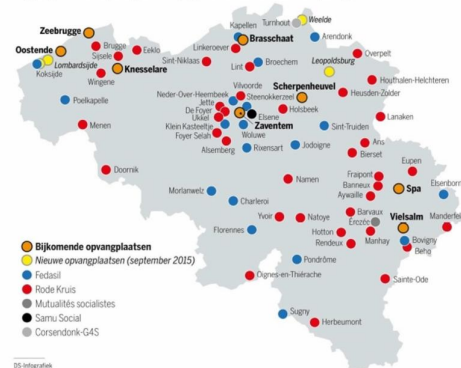 Zeebrugge
Oostende
Brugge
Sijsele
Eeklo
Lombardsijde
Koksijde
Wingene
Knesselare
Poelkapelle
Menen
Doornik
Kapellen
Linkeroever
Brasschaat
Turnhout
Weelde
Arendonk
Sint-Niklaas
Lint
Broechem
Leopoldsburg
Overpelt
Houthalen-Helchteren
Heusden-Zolder
Neder-Over-Heembeek
Vilvoorde
Steenokkerzeel
Scherpenheuvel
Holsbeek
Jette
De Foyer
Ukkel
Klein Kasteeltje
Foyer Selah
Alsemberg
Elsene
Zaventem
Woluwe
Rixensart
Jodoigne
Sint-Truiden
Lanaken
Ans
Bierset
Eupen
Fraipont
Banneux
Aywaille
Elsenborn
Spa
Namen
Morlanwelz
Charleroi
Yvoir
Natoye
Barvaux
Érezée
Vielsalm
Manderfeld
Florennes
Hotton
Manhay
Bovigny
Rendeux
Beho
Pondrôme
Oignes-en-Thiérache
Sainte-Ode
Sugny
Herbeumont
Bijkomende opvangplaatsen
Nieuwe opvangplaatsen (september 2015)
Fedasil
Rode Kruis
Mutualités socialistes
Samu Social
Corsendonk-G4S
DS-Infografiek